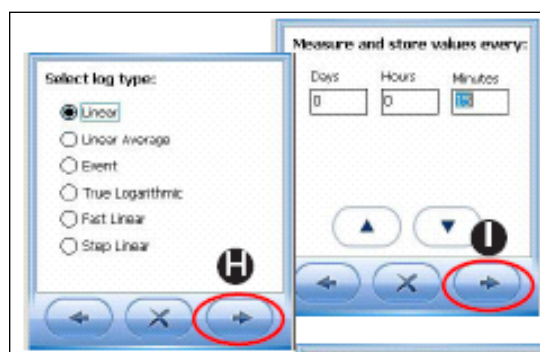 Select log type:
Linear
Linear Average
Event
True Logarithmic
Fast Linear
Step Linear
H
Measure and store values every:
Days Hours Minutes
0 0 15
I